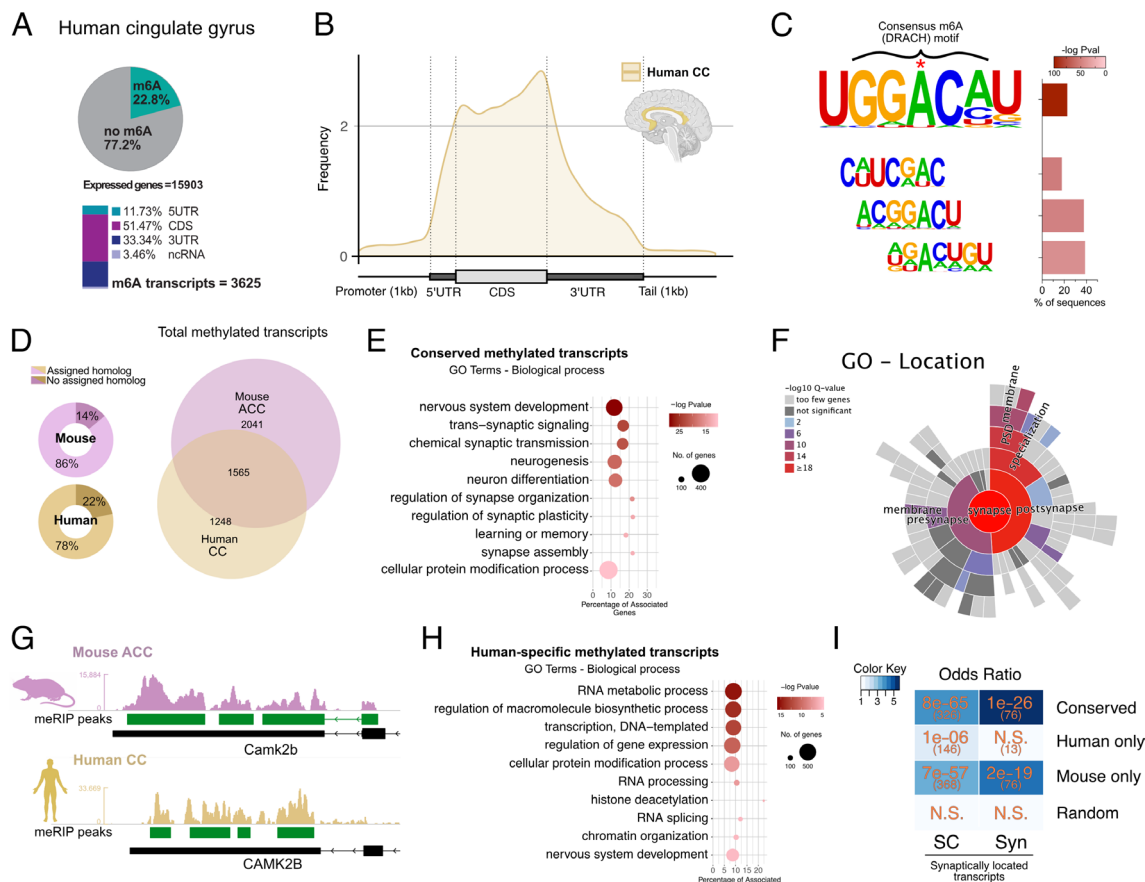 A
Human cingulate gyrus
m6A
22.8%
no m6A
77.2%
Expressed genes =15903
11.73% 5UTR
51.47% CDS
33.34% 3UTR
3.46% ncRNA
m6A transcripts = 3625
B
Human CC
Frequency
2
0
Promoter (1kb) 5'UTR CDS 3'UTR Tail (1kb)
C
Consensus m6A
(DRACH) motif
*
UGGACAU
CAUCGAC
ACGGACU
AGACUGU
-log Pval
100 0
0 20 40
% of sequences
D
Total methylated transcripts
Assigned homolog
No assigned homolog
14%
Mouse
86%
22%
Human
78%
Mouse
ACC
2041
1565
1248
Human
CC
E
Conserved methylated transcripts
GO Terms - Biological process
nervous system development
trans−synaptic signaling
chemical synaptic transmission
neurogenesis
neuron differentiation
regulation of synapse organization
regulation of synaptic plasticity
learning or memory
synapse assembly
cellular protein modification process
0 10 20 30
Percentage of Associated
Genes
−log Pvalue
25 15
No. of genes
100 400
F
GO − Location
-log10 Q-value
too few genes
not significant
2
6
10
14
≥18
membrane
PSD
specialization
membrane
presynapse
synapse
postsynapse
G
Mouse ACC
15,884
0
meRIP peaks
Camk2b
Human CC
33,669
0
meRIP peaks
CAMK2B
H
Human-specific methylated transcripts
GO Terms - Biological process
RNA metabolic process
regulation of macromolecule biosynthetic process
transcription, DNA−templated
regulation of gene expression
cellular protein modification process
RNA processing
histone deacetylation
RNA splicing
chromatin organization
nervous system development
0 5 10 15 20
Percentage of Associated
−log Pvalue
15 10 5
No. of genes
100 500
I
Color Key
1 3 5
Odds Ratio
8e-65 1e-26
(76)
Conserved
1e-06 N.S.
(146) (13)
Human only
7e-57 2e-19
(368) (76)
Mouse only
N.S. N.S.
Random
SC Syn
Synaptically located
transcripts